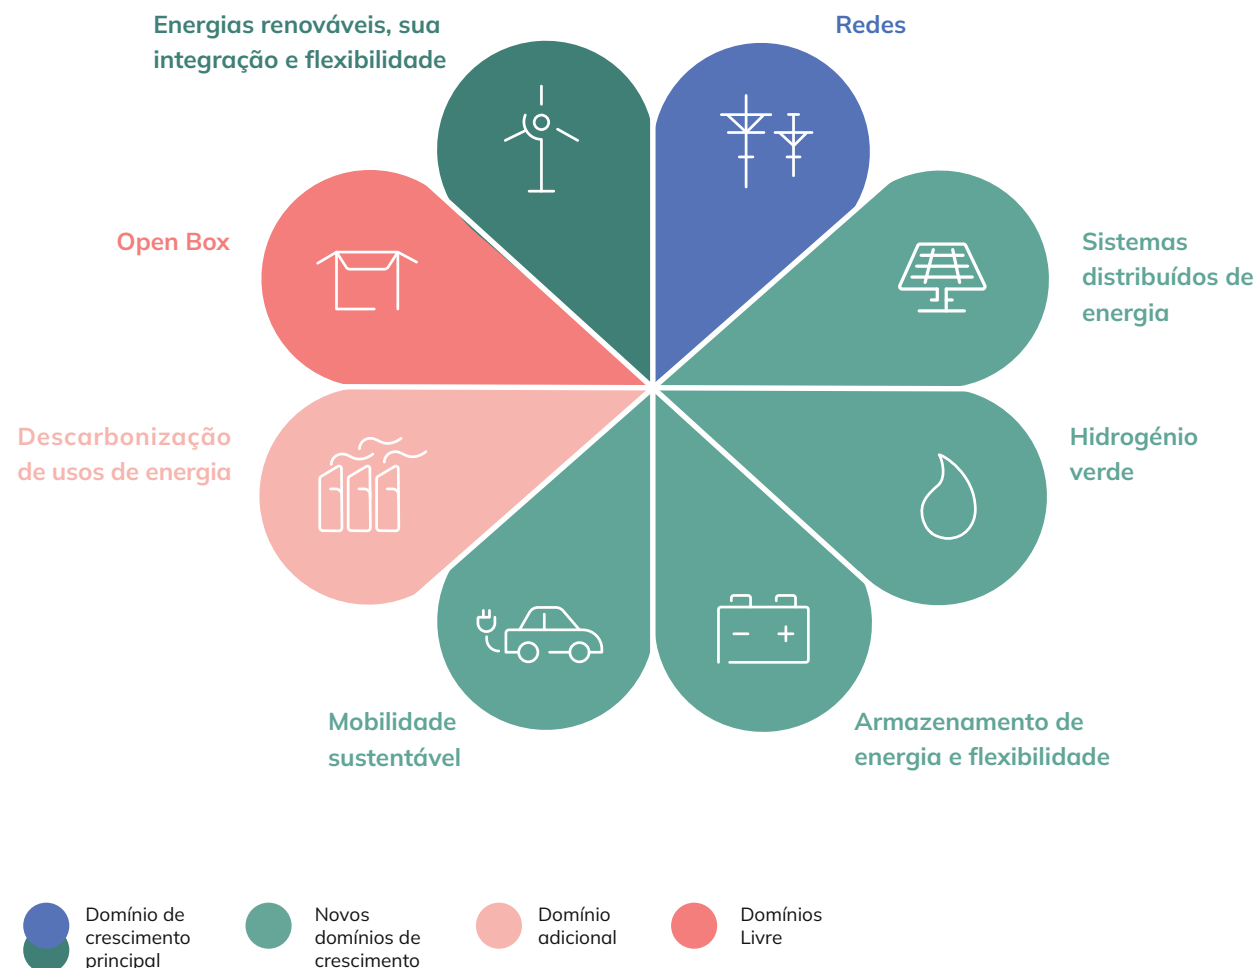 Energias renováveis, sua
integração e flexibilidade
Redes
Open Box
Sistemas
distribuídos de
energia
Descarbonização
de usos de energia
Hidrogénio
verde
Mobilidade
sustentável
Armazenamento de
energia e flexibilidade
Domínio de
crescimento
principal
Novos
domínios de
crescimento
Domínio
adicional
Domínios
Livre